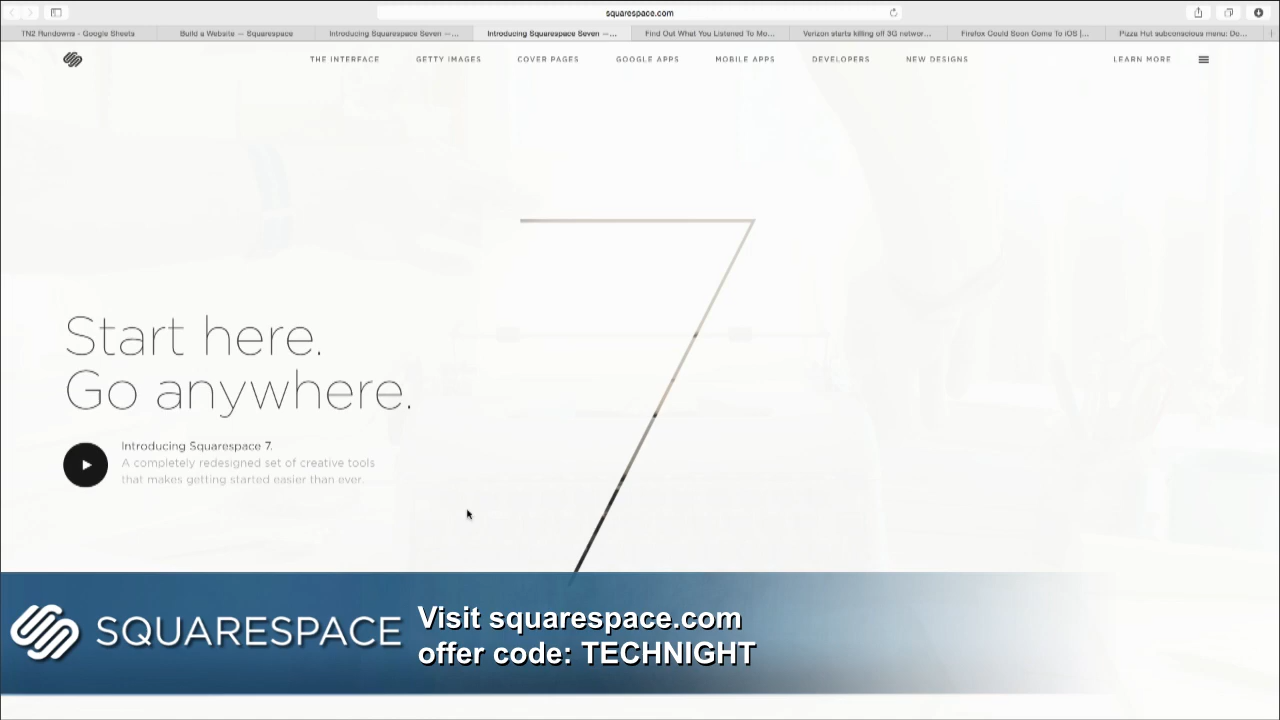 squarespace.com
TN2 Rundowns - Google Sheets
Build a Website — Squarespace
Introducing Squarespace Seven —...
Introducing Squarespace Seven —...
Find Out What You Listened To Mo...
Verizon starts killing off 3G networ...
Firefox Could Soon Come To iOS |...
Pizza Hut subconscious menu: Do...
THE INTERFACE
GETTY IMAGES
COVER PAGES
GOOGLE APPS
MOBILE APPS
DEVELOPERS
NEW DESIGNS
LEARN MORE
7
Start here.
Go anywhere.
Introducing Squarespace 7.
A completely redesigned set of creative tools
that makes getting started easier than ever.
SQUARESPACE
Visit squarespace.com
offer code: TECHNIGHT